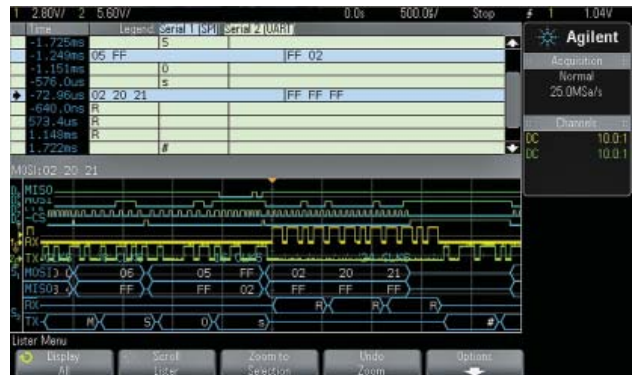 1 2.80V/ 2 5.60V/ 0.0s 500.0s/ Stop 1 1.04V
Time Legend: Serial 1 [SPI] Serial 2 (UART)
-1.725ms S
-1.249ms 05 FF FF 02
-1.151ms 0
-576.0us s
-72.96us 02 20 21 FF FF FF
-640.0ns R
573.4us R
1.148ms R
1.722ms #
Agilent
Acquisition
Normal
25.0MSa/s
Channels
DC 10.0:1
DC 10.0:1
MOSI:02 20 21
MISO
MOSI
~CS
RX
TX
MOSI 06 05 FF 02 20 21
MISO FF FF 02 FF FF FF
RX R R R
TX M S 0 s #
Lister Menu
Display Scroll Zoom to Undo Options
All Lister Selection Zoom